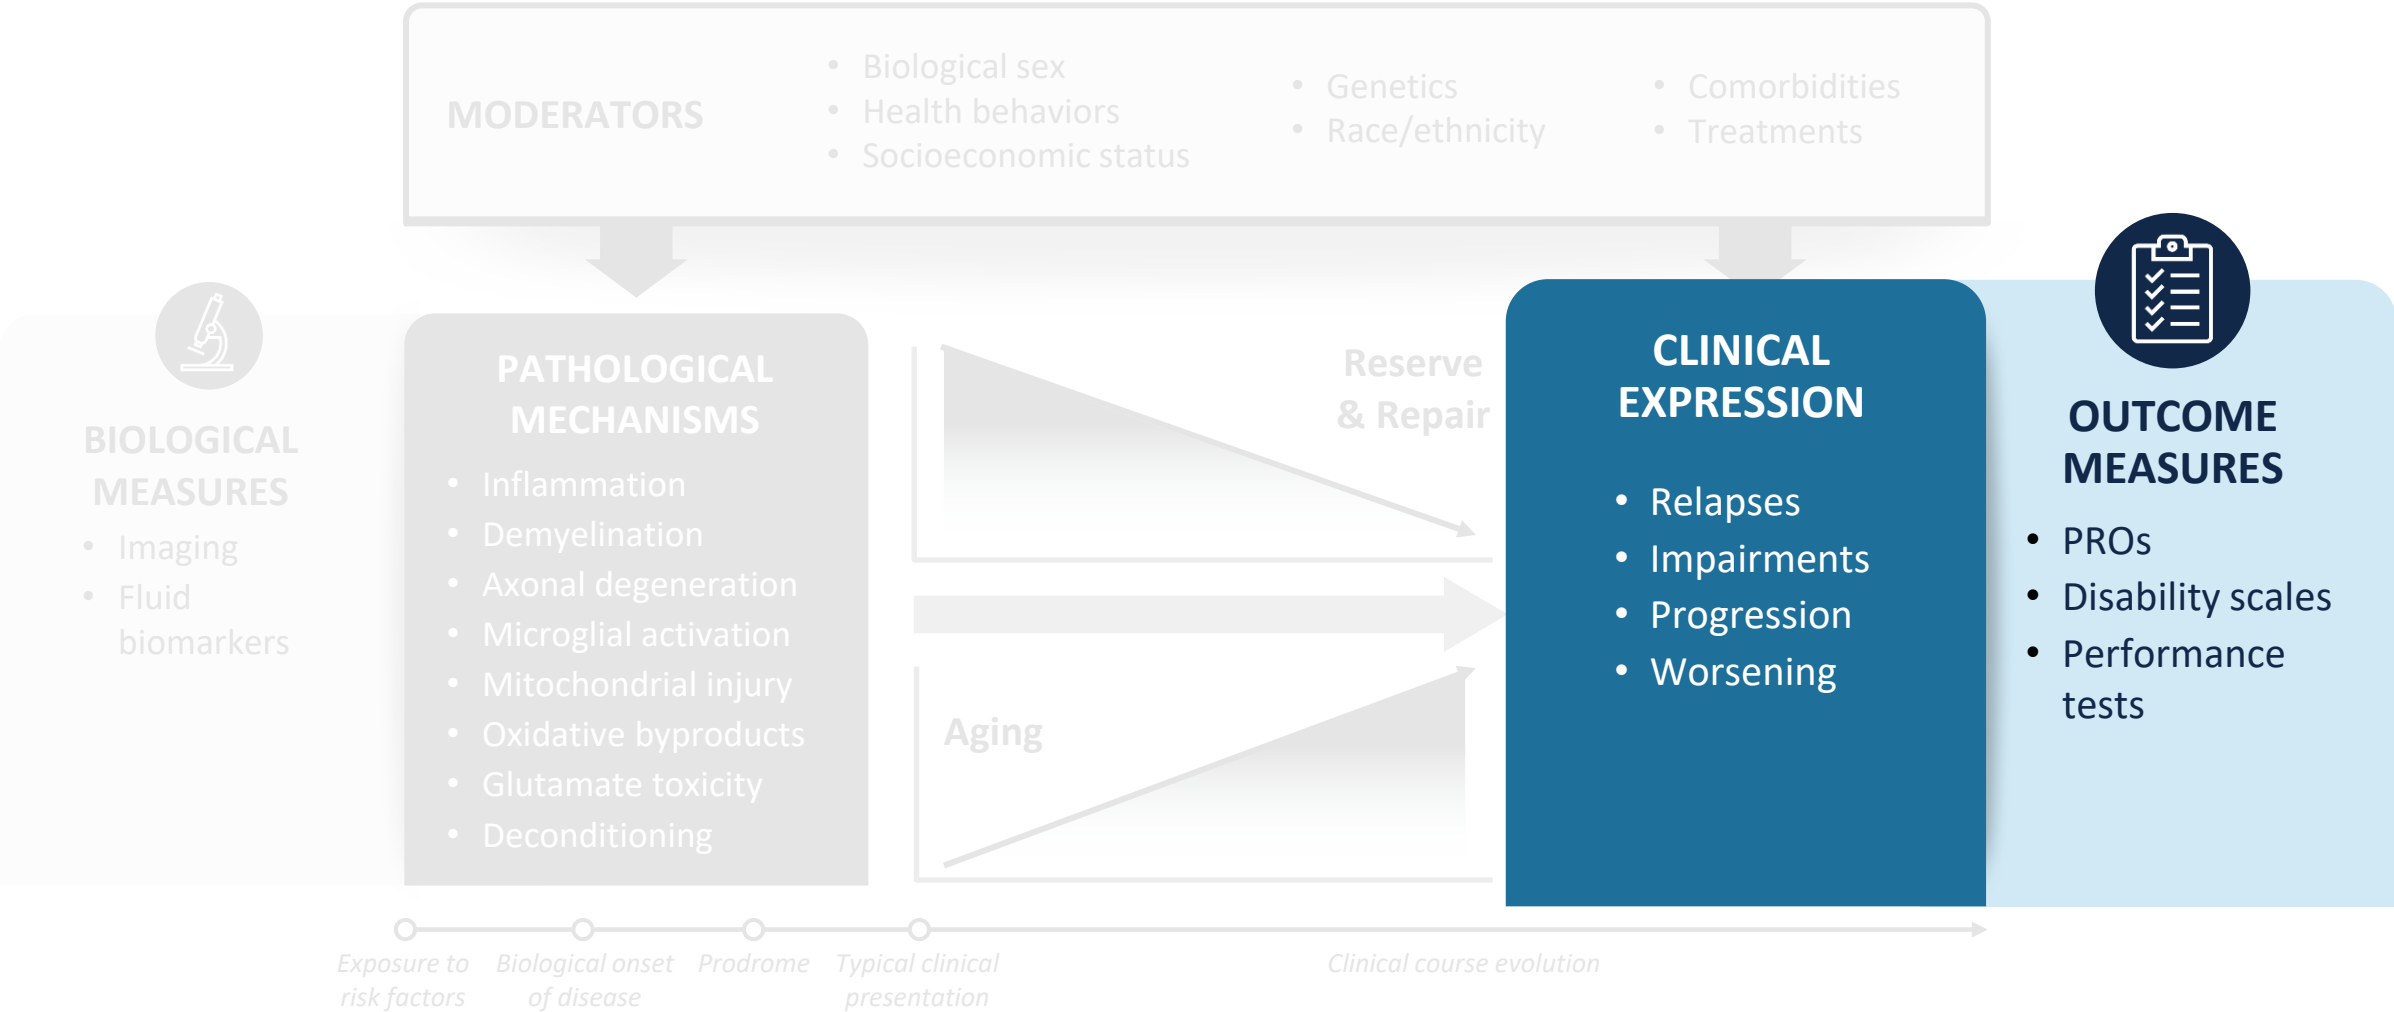 MODERATORS
• Biological sex
• Health behaviors
• Socioeconomic status
• Genetics
• Race/ethnicity
• Comorbidities
• Treatments
BIOLOGICAL
MEASURES
• Imaging
• Fluid
biomarkers
PATHOLOGICAL
MECHANISMS
• Inflammation
• Demyelination
• Axonal degeneration
• Microglial activation
• Mitochondrial injury
• Oxidative byproducts
• Glutamate toxicity
• Deconditioning
Reserve
& Repair
Aging
CLINICAL
EXPRESSION
• Relapses
• Impairments
• Progression
• Worsening
OUTCOME
MEASURES
• PROs
• Disability scales
• Performance
tests
Exposure to
risk factors
Biological onset
of disease
Prodrome
Typical clinical
presentation
Clinical course evolution